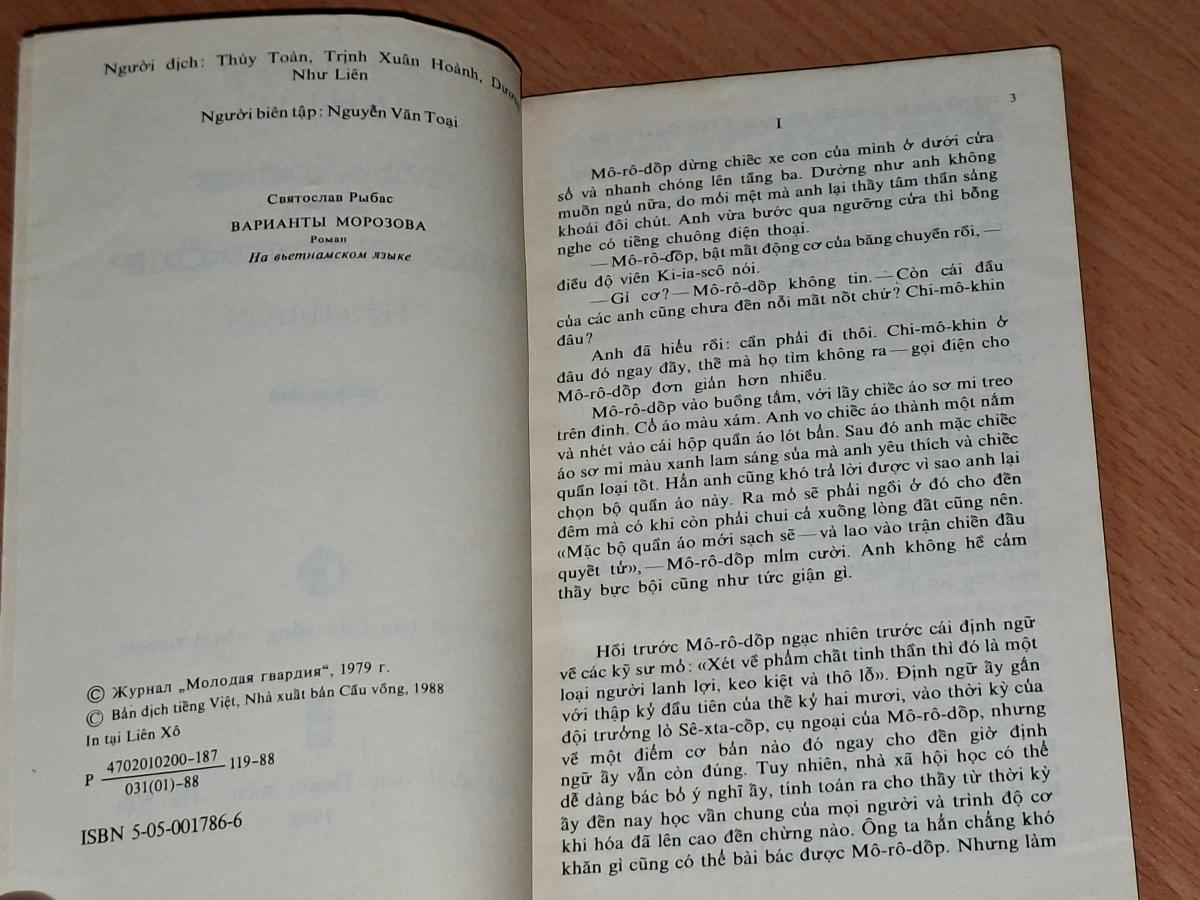 Người dịch: Thúy Toàn, Trịnh Xuân Hoành, Dương
Như Liên
Người biên tập: Nguyễn Văn Toại
Святослав Рыбас
ВАРИАНТЫ МОРОЗОВА
Роман
На вьетнамском языке
© Журнал „Молодая гвардия“, 1979 г.
© Bản dịch tiếng Việt, Nhà xuất bản Cầu vồng, 1988
In tại Liên Xô
Р 4702010200–187 119–88
031(01)–88
ISBN 5-05-001786-6
3
I
Mô-rô-dốp dừng chiếc xe con của mình ở dưới cửa
sổ và nhanh chóng lên tầng ba. Dường như anh không
muốn ngủ nữa, do mỏi mệt mà anh lại thấy tâm thần sảng
khoái đôi chút. Anh vừa bước qua ngưỡng cửa thì bỗng
nghe có tiếng chuông điện thoại.
— Mô-rô-dốp, bật mất động cơ của băng chuyền rồi, —
điều độ viên Ki-ia-scô nói.
— Gì cơ? — Mô-rô-dốp không tin. — Còn cái đầu
của các anh cũng chưa đến nỗi mất nốt chứ? Chi-mô-khin
đâu?
Anh đã hiểu rồi: cần phải đi thôi. Chi-mô-khin ở
đâu đó ngay đấy, thế mà họ tìm không ra — gọi điện cho
Mô-rô-dốp đơn giản hơn nhiều.
Mô-rô-dốp vào buồng tắm, với lấy chiếc áo sơ mi treo
trên đinh. Cổ áo màu xám. Anh vo chiếc áo thành một nắm
và nhét vào cái hộp quần áo lót bẩn. Sau đó anh mặc chiếc
áo sơ mi màu xanh lam sáng sủa mà anh yêu thích và chiếc
quần loại tốt. Hẳn anh cũng khó trả lời được vì sao anh lại
chọn bộ quần áo này. Ra mỏ sẽ phải ngồi ở đó cho đến
đêm mà có khi còn phải chui cả xuống lòng đất cũng nên.
«Mặc bộ quần áo mới sạch sẽ — và lao vào trận chiến đấu
quyết tử», — Mô-rô-dốp mỉm cười. Anh không hề cảm
thấy bực bội cũng như tức giận gì.
Hồi trước Mô-rô-dốp ngạc nhiên trước cái định ngữ
về các kỹ sư mỏ: «Xét về phẩm chất tinh thần thì đó là một
loại người lanh lợi, keo kiệt và thô lỗ». Định ngữ ấy gắn
với thập kỷ đầu tiên của thế kỷ hai mươi, vào thời kỳ của
đội trưởng lò Sê-xta-cốp, cụ ngoại của Mô-rô-dốp, nhưng
về một điểm cơ bản nào đó ngay cho đến giờ định
ngữ ấy vẫn còn đúng. Tuy nhiên, nhà xã hội học có thể
dễ dàng bác bỏ ý nghĩ ấy, tính toán ra cho thấy từ thời kỳ
ấy đến nay học vấn chung của mọi người và trình độ cơ
khí hóa đã lên cao đến chừng nào. Ông ta hẳn chẳng khó
khăn gì cũng có thể bài bác được Mô-rô-dốp. Nhưng làm